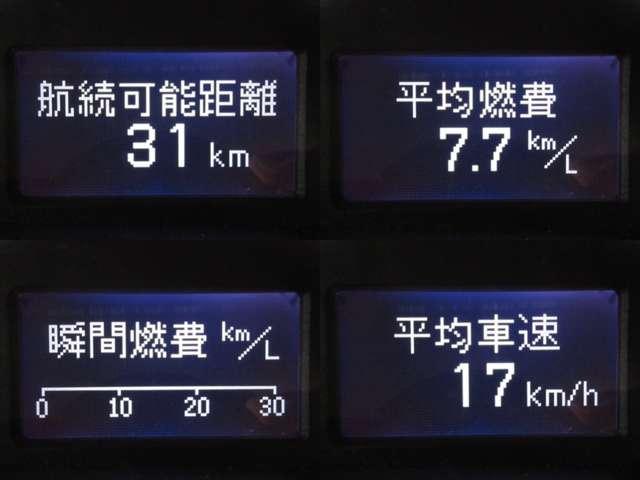 航続可能距離
31 km
平均燃費
7.7 km/L
瞬間燃費 km/L
0 10 20 30
平均車速
17 km/h